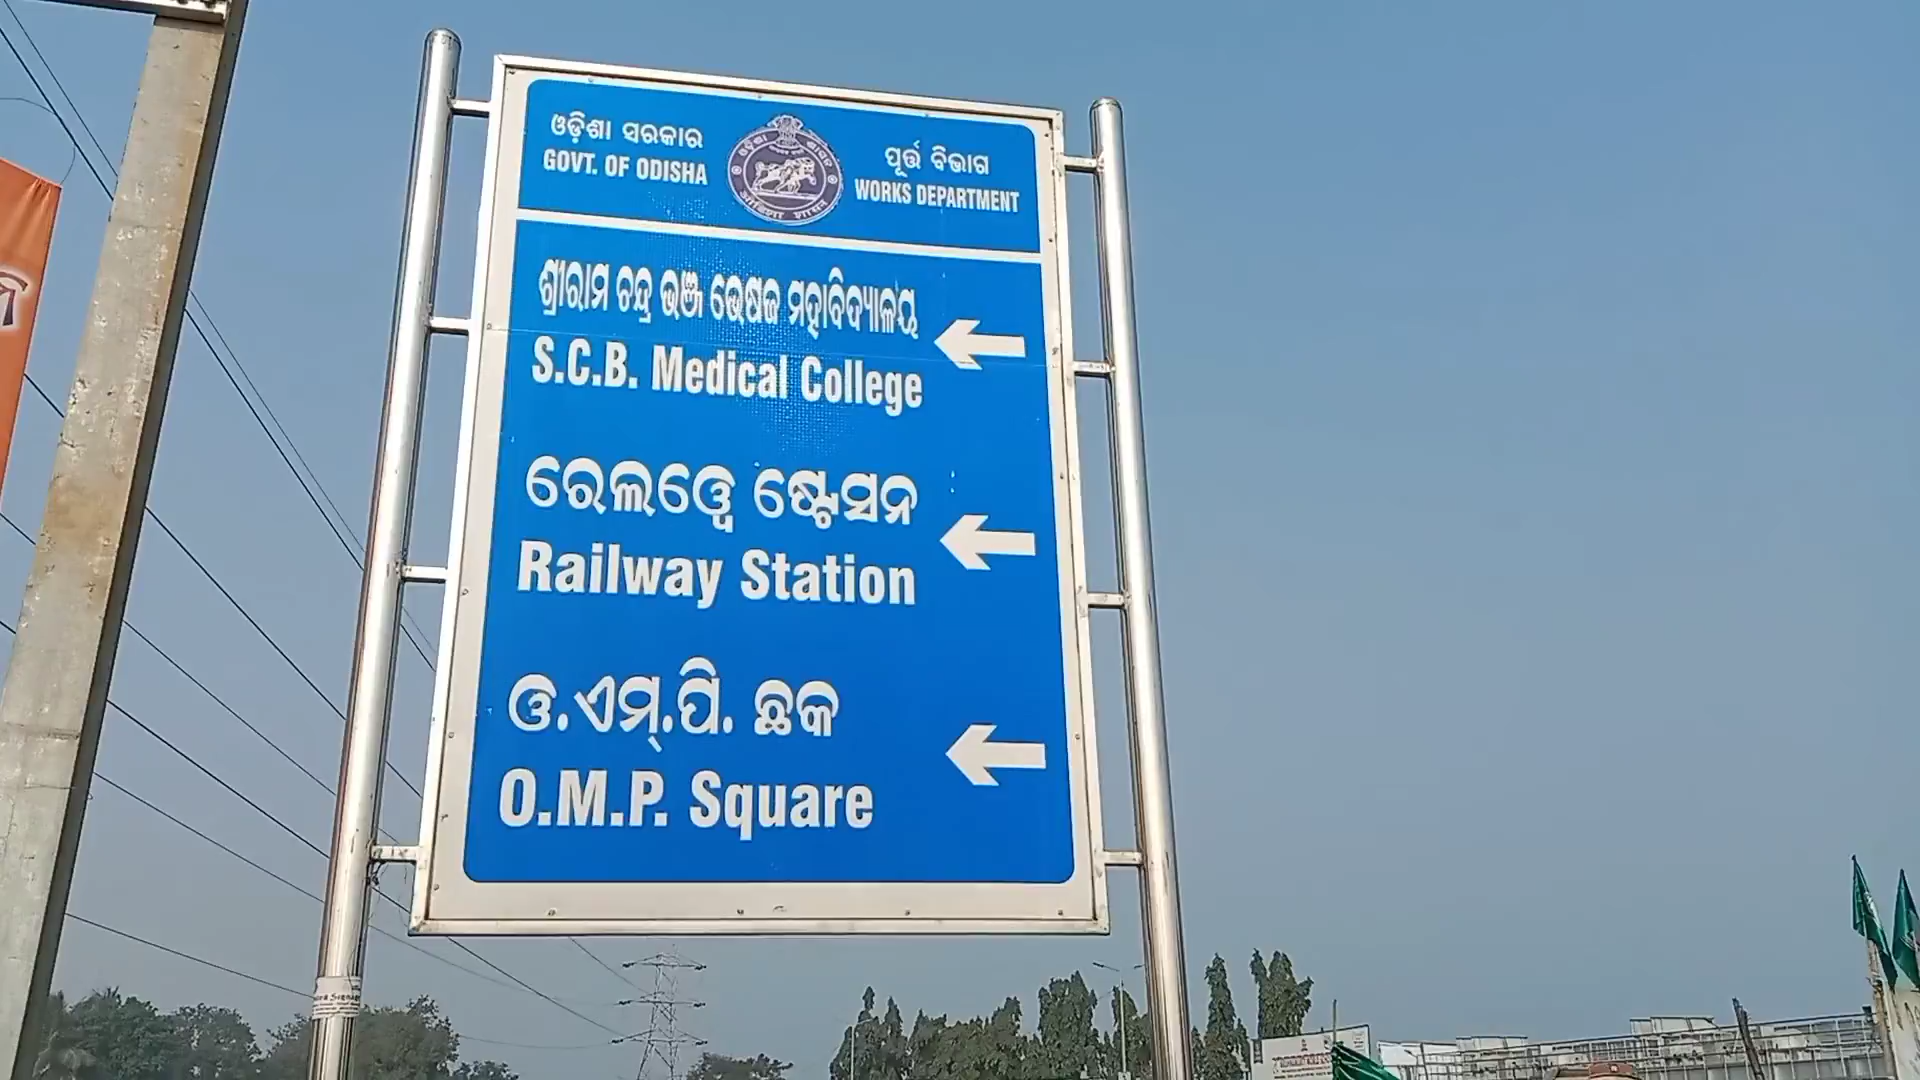 ଓଡ଼ିଶା ସରକାର
GOVT. OF ODISHA
ପୂର୍ତ୍ତ ବିଭାଗ
WORKS DEPARTMENT
ଶ୍ରୀରାମ ଚନ୍ଦ୍ର ଭଞ୍ଜ ଭେଷଜ ମହାବିଦ୍ୟାଳୟ
S.C.B. Medical College
ରେଲୱେ ଷ୍ଟେସନ
Railway Station
ଓ.ଏମ୍.ପି. ଛକ
O.M.P. Square